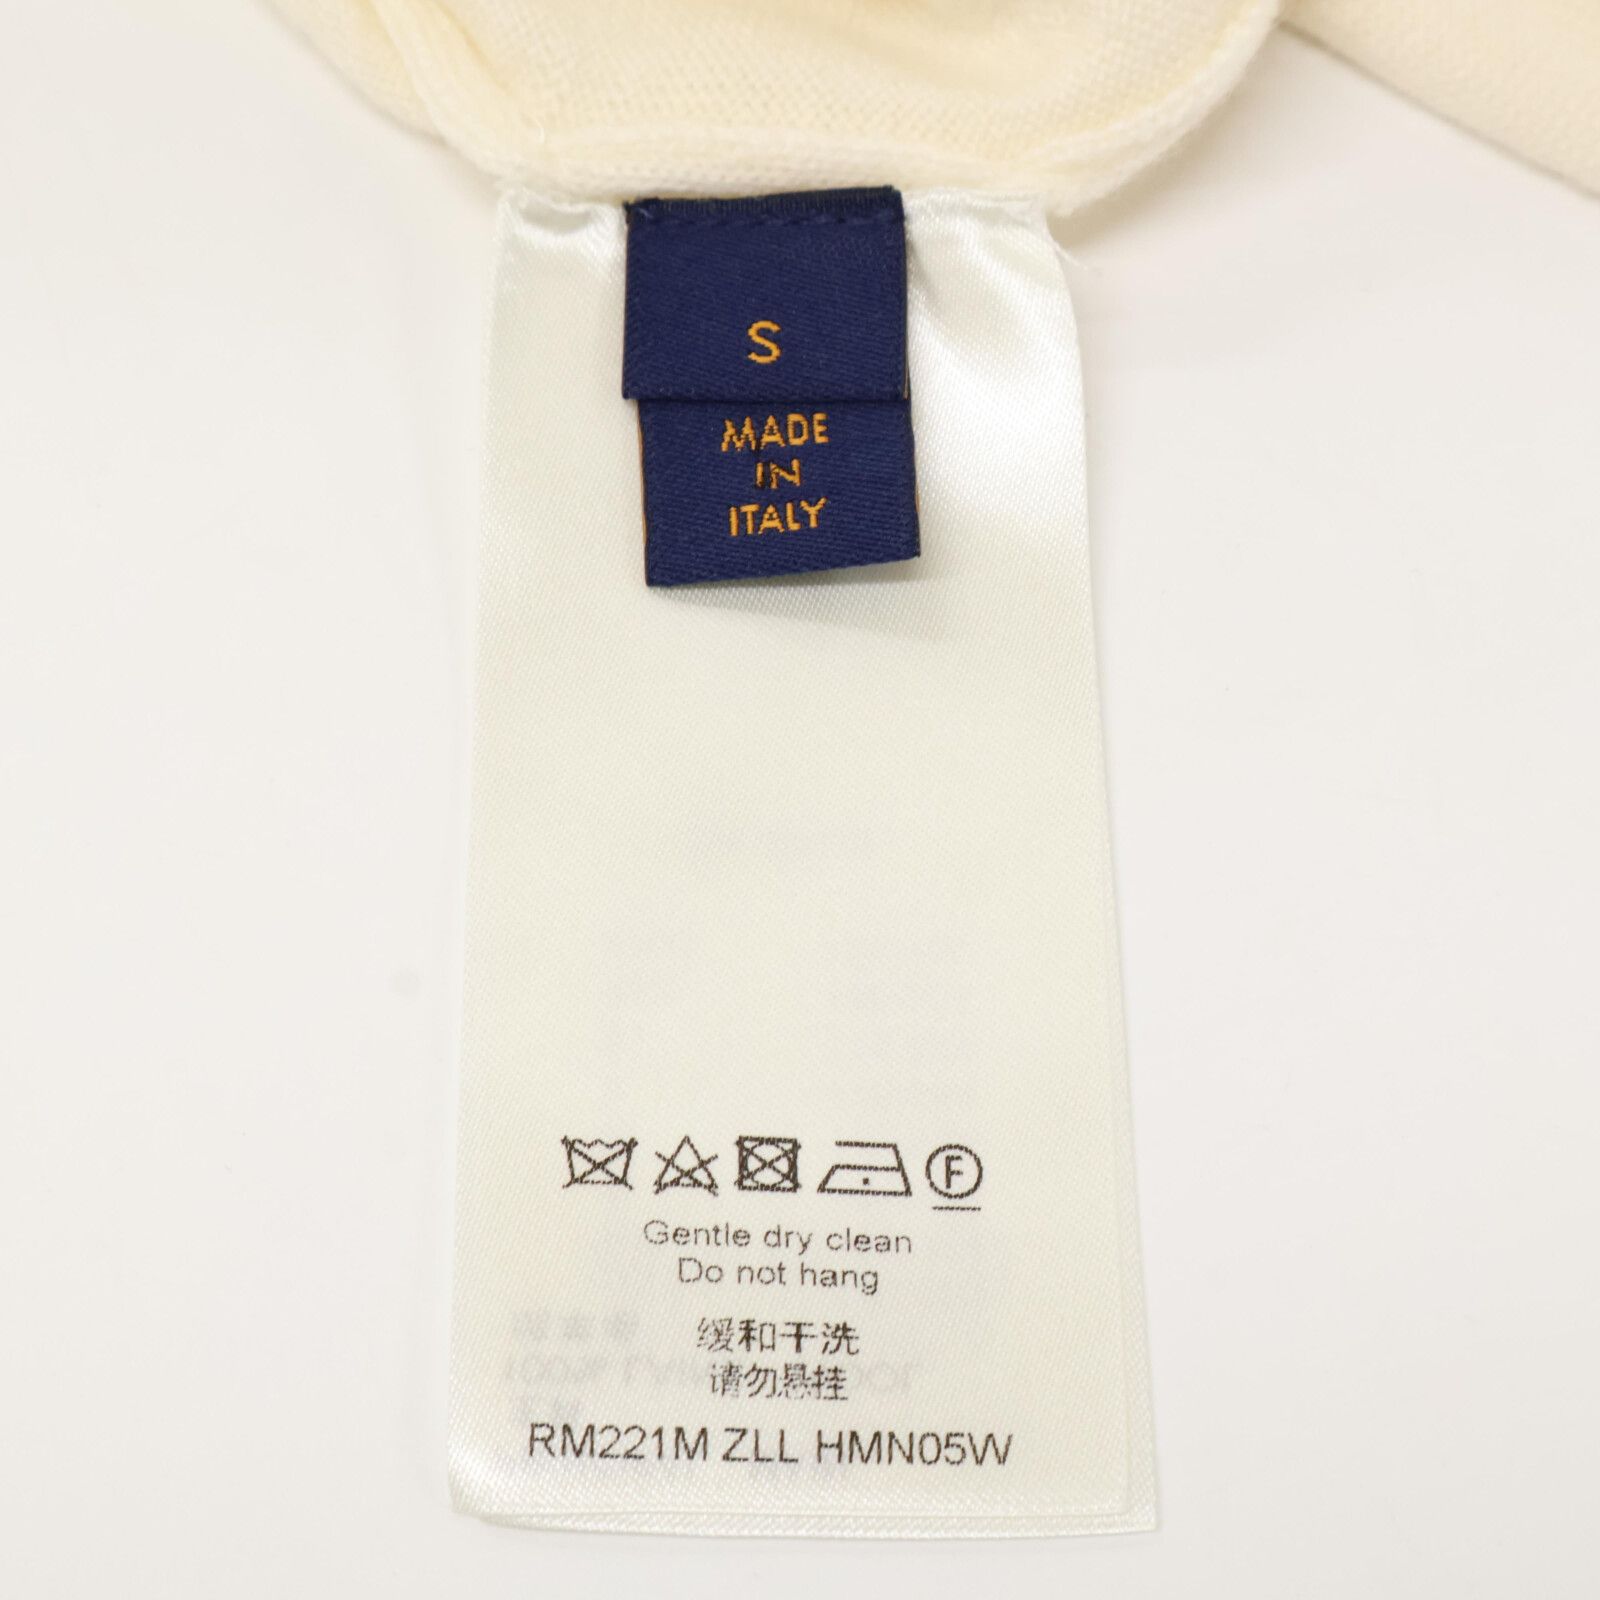 S
MADE
IN
ITALY
F
Gentle dry clean
Do not hang
缓和干洗
请勿悬挂
RM221M ZLL HMN05W